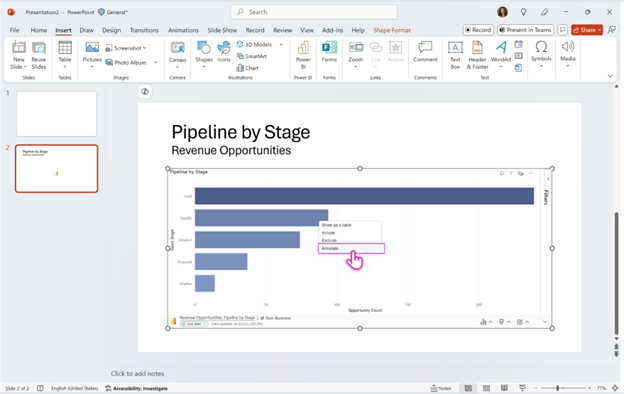 Presentation2 - PowerPoint General*
Search
File Home Insert Draw Design Transitions Animations Slide Show Record Review View Add-ins Help Shape Format
Record Present in Teams Share
New Slide Reuse Slides Table Pictures Screenshot Photo Album Cameo Shapes Icons 3D Models SmartArt Chart Power BI Forms Zoom Link Action Comment Text Box Header & Footer WordArt Symbols Media
Slides Tables Images Camera Illustrations Power BI Forms Links Comments Text
1
2
Pipeline by Stage
Revenue Opportunities
Pipeline by Stage
Revenue Opportunities
Pipeline by Stage
Filters
Sales Stage
Lead
Qualify
Solution
Proposal
Finalize
Show as a table
Include
Exclude
Annotate
0 50 100 150 200
Opportunity Count
Revenue Opportunities: Pipeline by Stage | Non-Business
Live data
Click to add notes
Slide 2 of 2 English (United States) Accessibility: Investigate Notes 77%